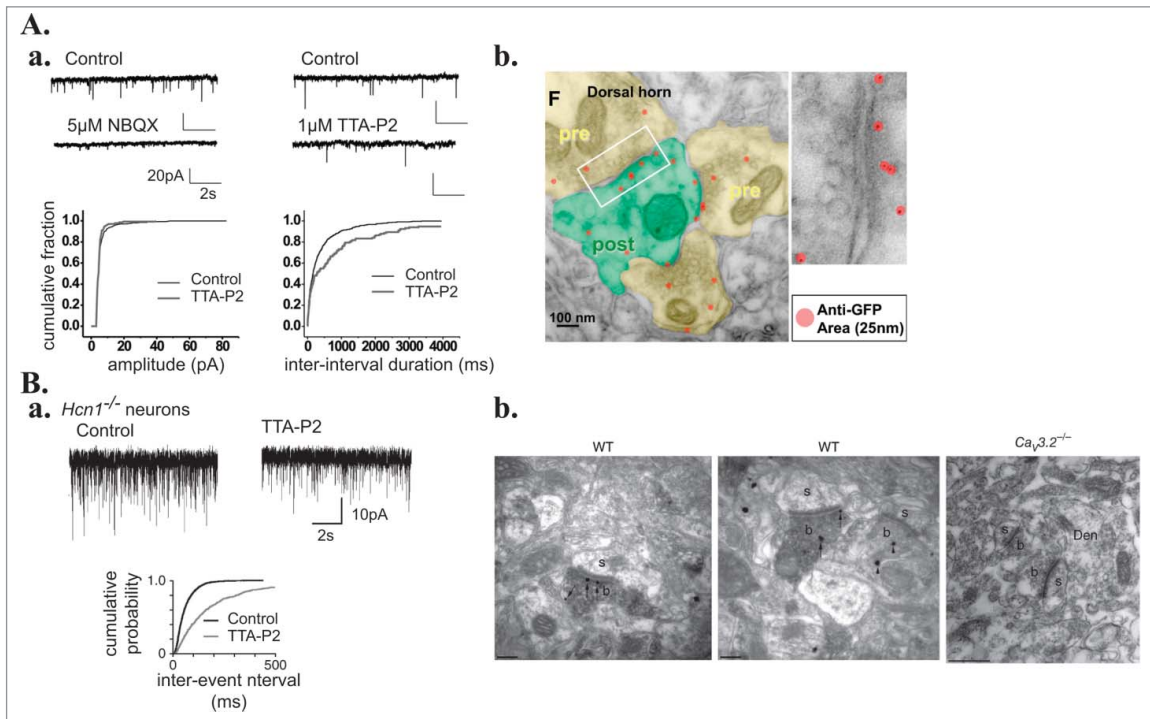 A.
a.
Control
Control
5µM NBQX
1µM TTA-P2
20pA
2s
cumulative fraction
1.0
0.8
0.6
0.4
0.2
0.0
Control
TTA-P2
0 20 40 60 80
amplitude (pA)
1.0
0.8
0.6
0.4
0.2
0.0
Control
TTA-P2
0 1000 2000 3000 4000
inter-interval duration (ms)
b.
F
Dorsal horn
pre
pre
post
100 nm
Anti-GFP
Area (25nm)
B.
a.
Hcn1-/- neurons
Control
TTA-P2
10pA
2s
cumulative
probability
1.0
0
Control
TTA-P2
0 500
inter-event nterval
(ms)
b.
WT
WT
CaV3.2−/−
s
b
s
s
b
b
s
b
Den
b
s